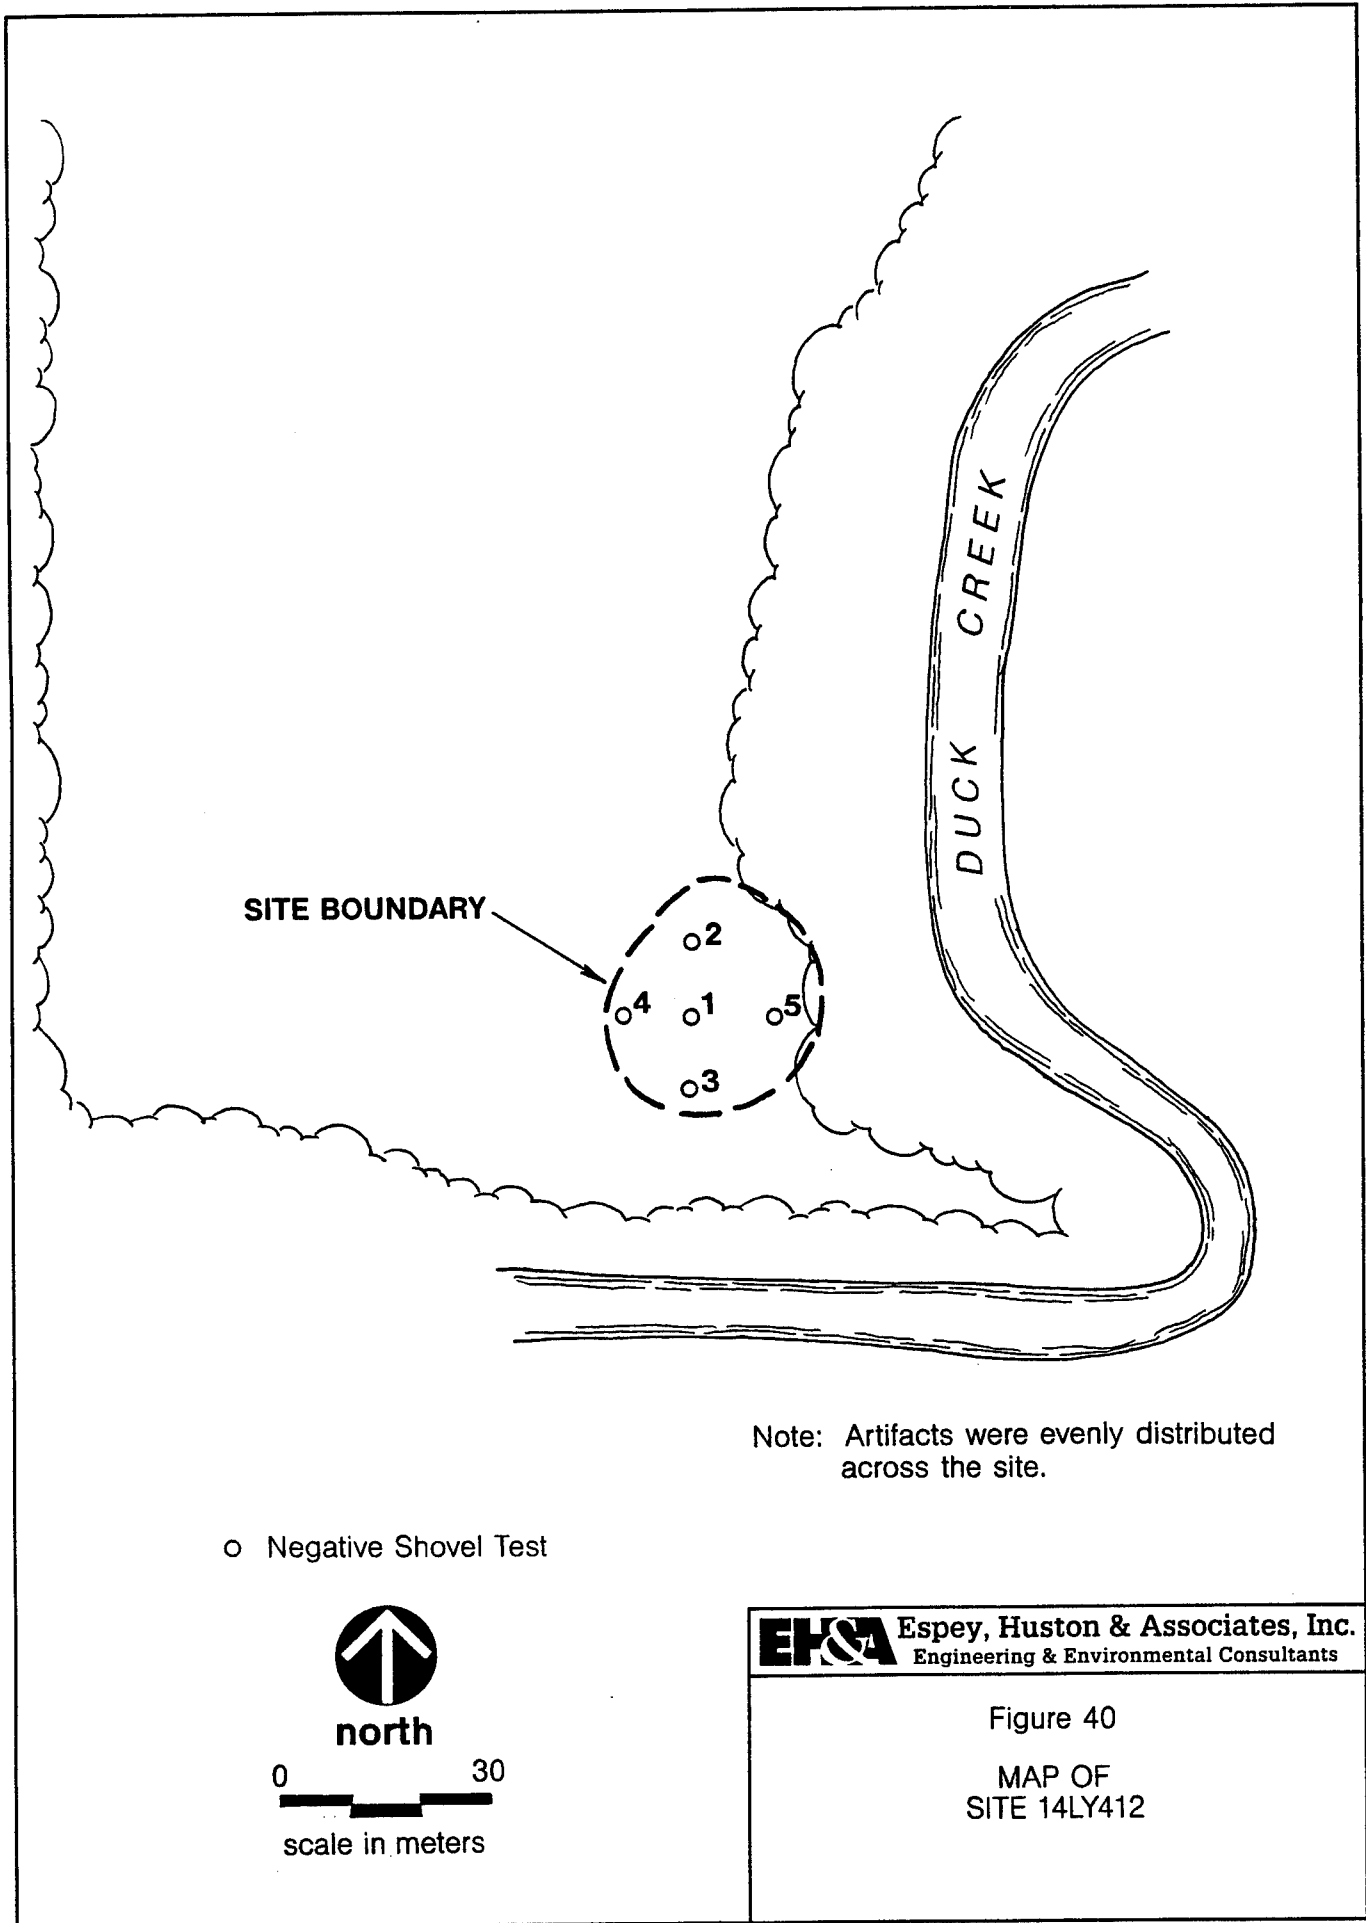 DUCK CREEK
SITE BOUNDARY
2
4
1
5
3
Note: Artifacts were evenly distributed
across the site.
Negative Shovel Test
north
0 30
scale in meters
EH&A Espey, Huston & Associates, Inc.
Engineering & Environmental Consultants
Figure 40
MAP OF
SITE 14LY412